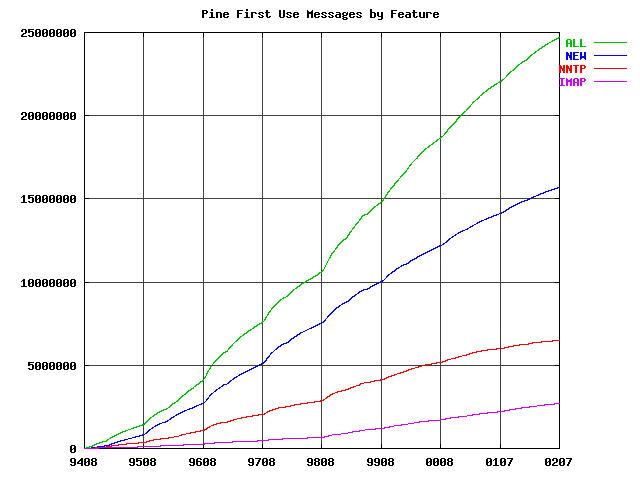 Pine First Use Messages by Feature
25000000
ALL
NEW
NNTP
IMAP
20000000
15000000
10000000
5000000
0
9408 9508 9608 9708 9808 9908 0008 0107 0207